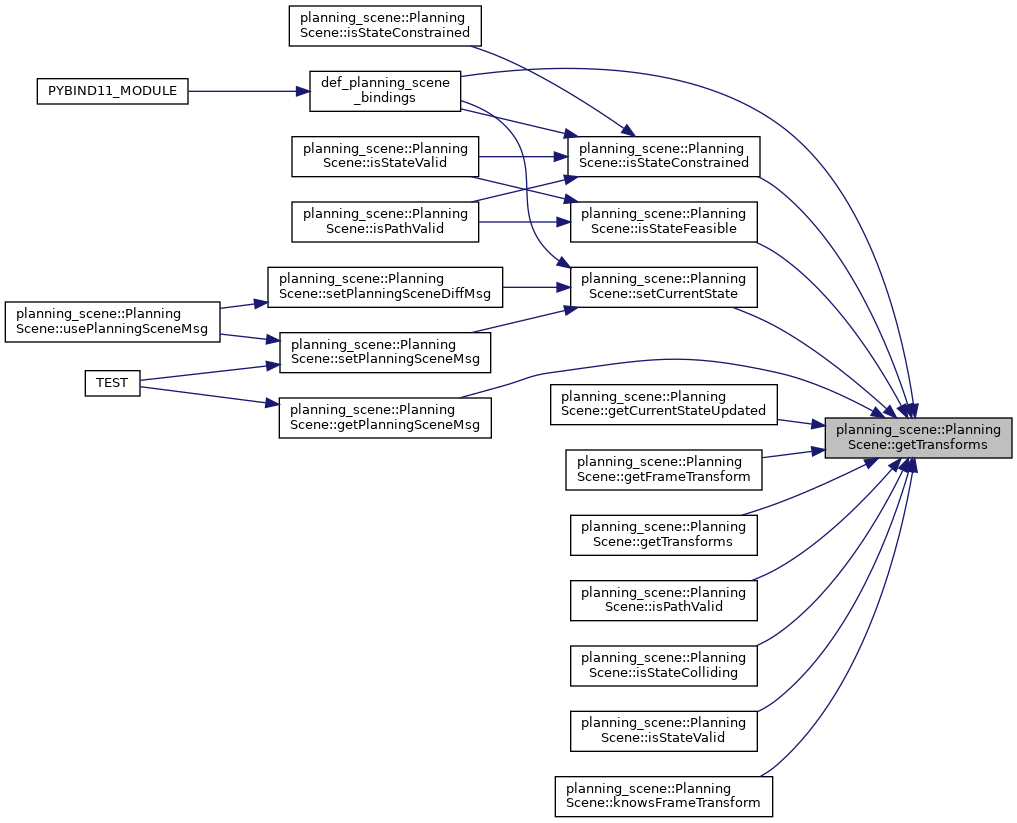 planning_scene::Planning
Scene::isStateConstrained
def_planning_scene
_bindings
PYBIND11_MODULE
planning_scene::Planning
Scene::isStateValid
planning_scene::Planning
Scene::isStateConstrained
planning_scene::Planning
Scene::isPathValid
planning_scene::Planning
Scene::isStateFeasible
planning_scene::Planning
Scene::setPlanningSceneDiffMsg
planning_scene::Planning
Scene::setCurrentState
planning_scene::Planning
Scene::usePlanningSceneMsg
planning_scene::Planning
Scene::setPlanningSceneMsg
TEST
planning_scene::Planning
Scene::getPlanningSceneMsg
planning_scene::Planning
Scene::getCurrentStateUpdated
planning_scene::Planning
Scene::getTransforms
planning_scene::Planning
Scene::getFrameTransform
planning_scene::Planning
Scene::getTransforms
planning_scene::Planning
Scene::isPathValid
planning_scene::Planning
Scene::isStateColliding
planning_scene::Planning
Scene::isStateValid
planning_scene::Planning
Scene::knowsFrameTransform